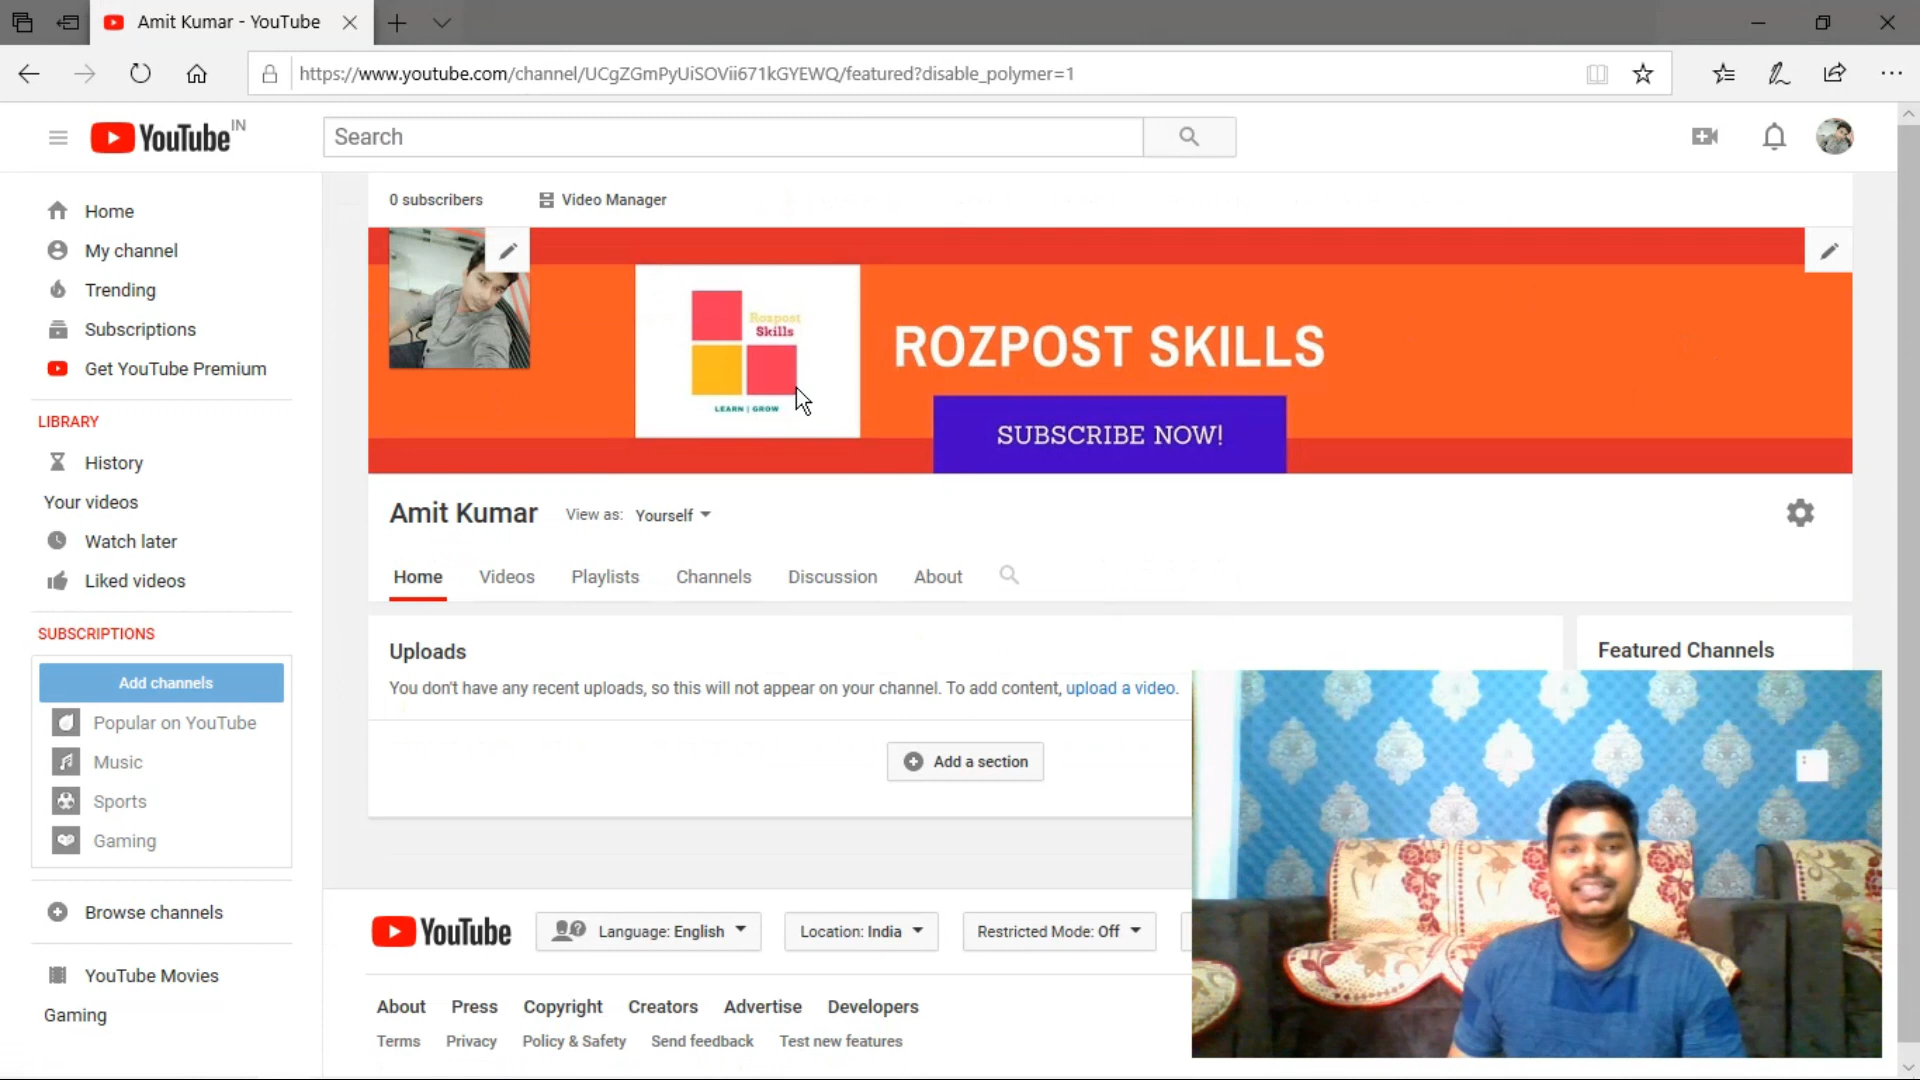 Amit Kumar - YouTube
https://www.youtube.com/channel/UCgZGmPyUiSOVii671kGYEWQ/featured?disable_polymer=1
YouTube IN
Search
Home
My channel
Trending
Subscriptions
Get YouTube Premium
LIBRARY
History
Your videos
Watch later
Liked videos
SUBSCRIPTIONS
Add channels
Popular on YouTube
Music
Sports
Gaming
Browse channels
YouTube Movies
Gaming
0 subscribers
Video Manager
Rozpost
Skills
LEARN | GROW
ROZPOST SKILLS
SUBSCRIBE NOW!
Amit Kumar
View as: Yourself
Home Videos Playlists Channels Discussion About
Uploads
You don't have any recent uploads, so this will not appear on your channel. To add content, upload a video.
Add a section
Featured Channels
YouTube
Language: English
Location: India
Restricted Mode: Off
About Press Copyright Creators Advertise Developers
Terms Privacy Policy & Safety Send feedback Test new features